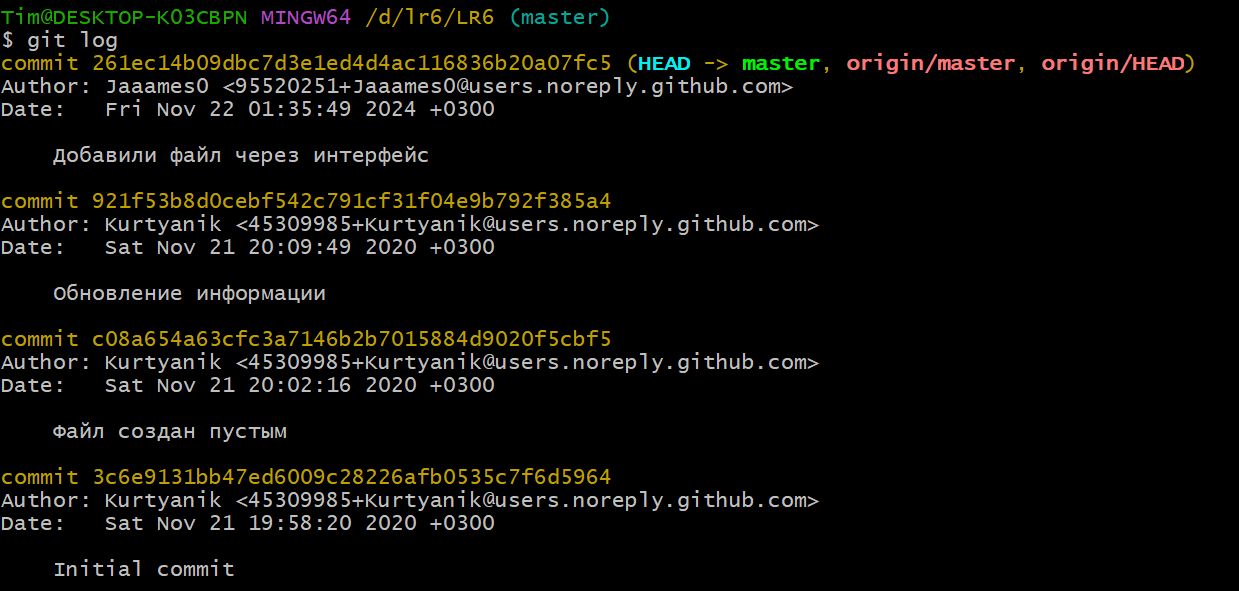 Tim@DESKTOP-K03CBPN MINGW64 /d/lr6/LR6 (master)
$ git log
commit 261ec14b09dbc7d3e1ed4d4ac116836b20a07fc5 (HEAD -> master, origin/master, origin/HEAD)
Author: Jaaames0 <95520251+Jaaames0@users.noreply.github.com>
Date:   Fri Nov 22 01:35:49 2024 +0300
Добавили файл через интерфейс
commit 921f53b8d0cebf542c791cf31f04e9b792f385a4
Author: Kurtyanik <45309985+Kurtyanik@users.noreply.github.com>
Date:   Sat Nov 21 20:09:49 2020 +0300
Обновление информации
commit c08a654a63cfc3a7146b2b7015884d9020f5cbf5
Author: Kurtyanik <45309985+Kurtyanik@users.noreply.github.com>
Date:   Sat Nov 21 20:02:16 2020 +0300
Файл создан пустым
commit 3c6e9131bb47ed6009c28226afb0535c7f6d5964
Author: Kurtyanik <45309985+Kurtyanik@users.noreply.github.com>
Date:   Sat Nov 21 19:58:20 2020 +0300
Initial commit